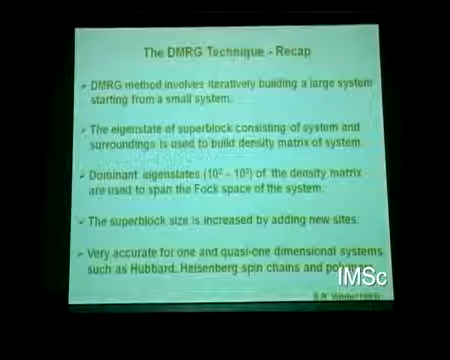 The DMRG Technique - Recap
DMRG method involves iteratively building a large system
starting from a small system.
The eigenstate of superblock consisting of system and
surroundings is used to build density matrix of system.
Dominant eigenstates (10² - 10³) of the density matrix
are used to span the Fock space of the system.
The superblock size is increased by adding new sites.
Very accurate for one and quasi-one dimensional systems
such as Hubbard, Heisenberg spin chains and
IMSc